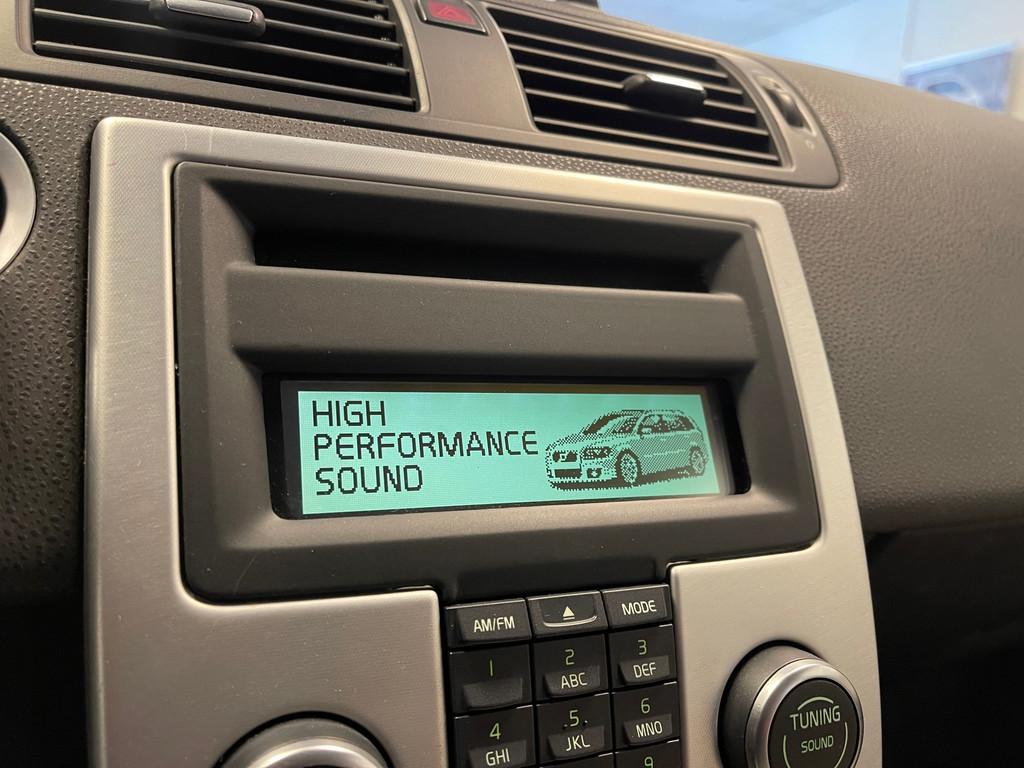 HIGH
PERFORMANCE
SOUND
AM/FM
MODE
1
2
ABC
3
DEF
4
GHI
5
JKL
6
MNO
9
TUNING
SOUND